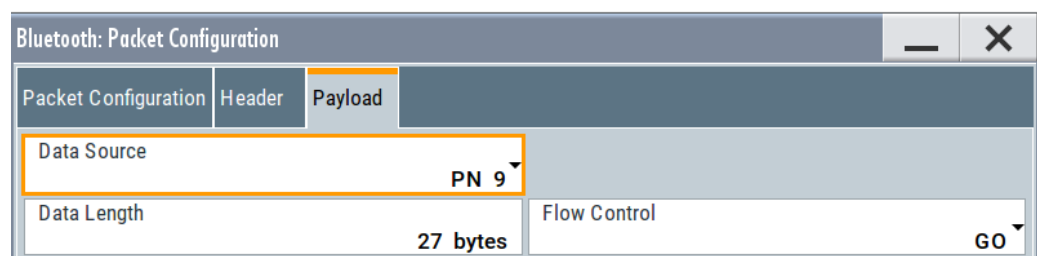 Bluetooth: Packet Configuration
Packet Configuration Header Payload
Data Source
PN 9
Data Length Flow Control
27 bytes GO